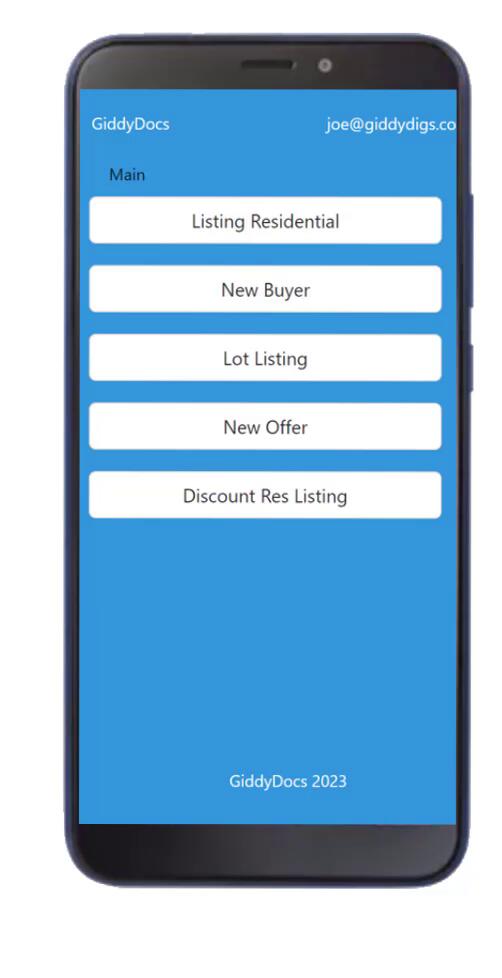 GiddyDocs joe@giddydigs.co
Main
Listing Residential
New Buyer
Lot Listing
New Offer
Discount Res Listing
GiddyDocs 2023